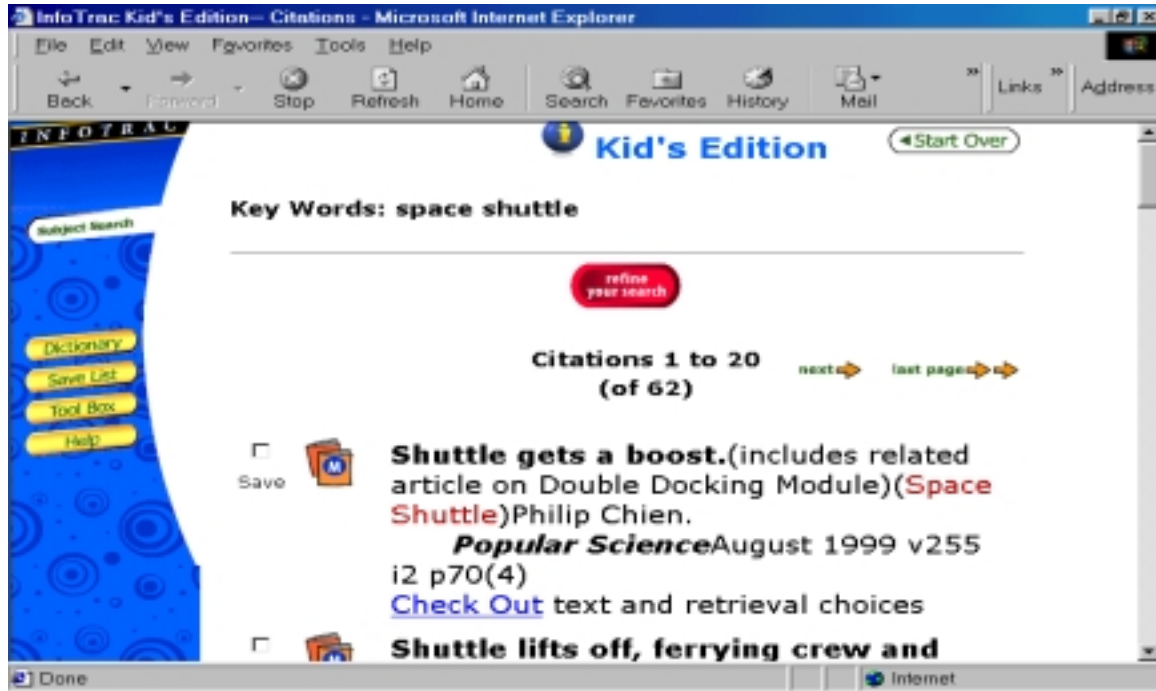 InfoTrac Kid's Edition-- Citations - Microsoft Internet Explorer
File Edit View Favorites Tools Help
Back Forward Stop Refresh Home Search Favorites History Mail » Links » Address
INFOTRAC
Kid's Edition
Start Over
Key Words: space shuttle
Subject Search
refine
your search
Dictionary
Save List
Tool Box
Help
Citations 1 to 20
(of 62)
next
last page
Save
M
Shuttle gets a boost.(includes related
article on Double Docking Module)(Space
Shuttle)Philip Chien.
Popular ScienceAugust 1999 v255
i2 p70(4)
Check Out text and retrieval choices
Shuttle lifts off, ferrying crew and
Done
Internet